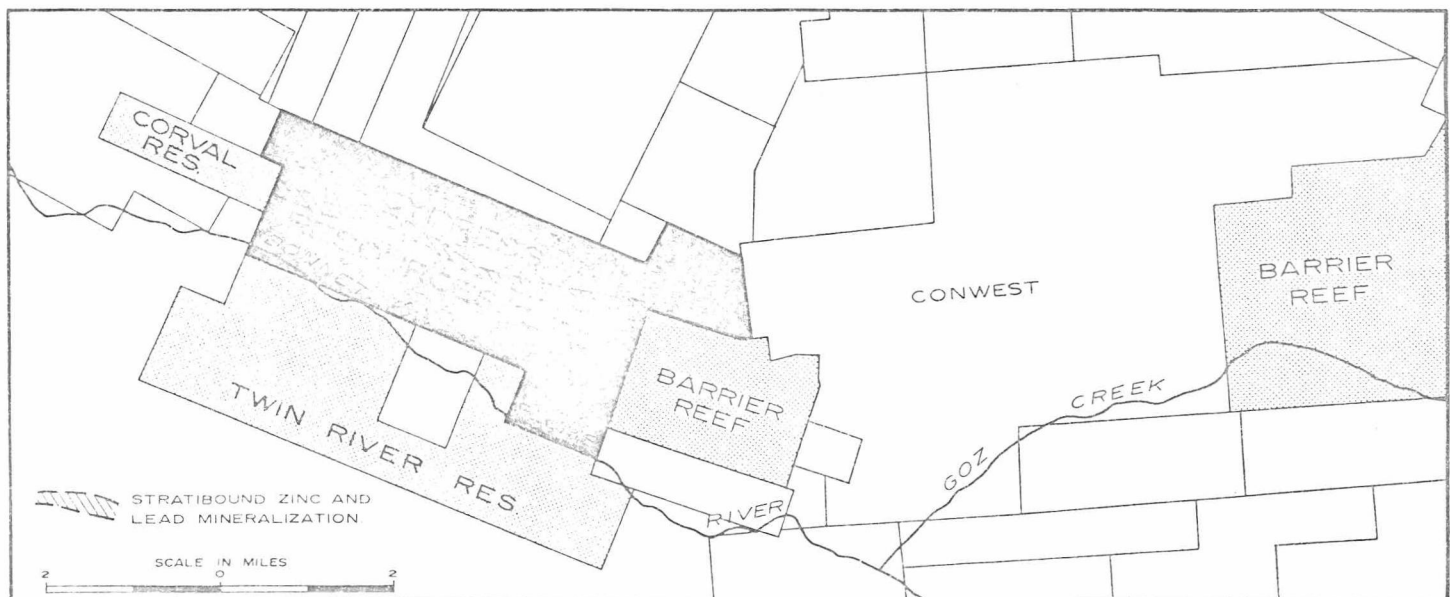 CORVAL
RES.
CONWEST
BARRIER
REEF
BARRIER
REEF
TWIN RIVER RES.
GOZ CREEK
RIVER
STRATIBOUND ZINC AND
LEAD MINERALIZATION.
SCALE IN MILES
2 0 2